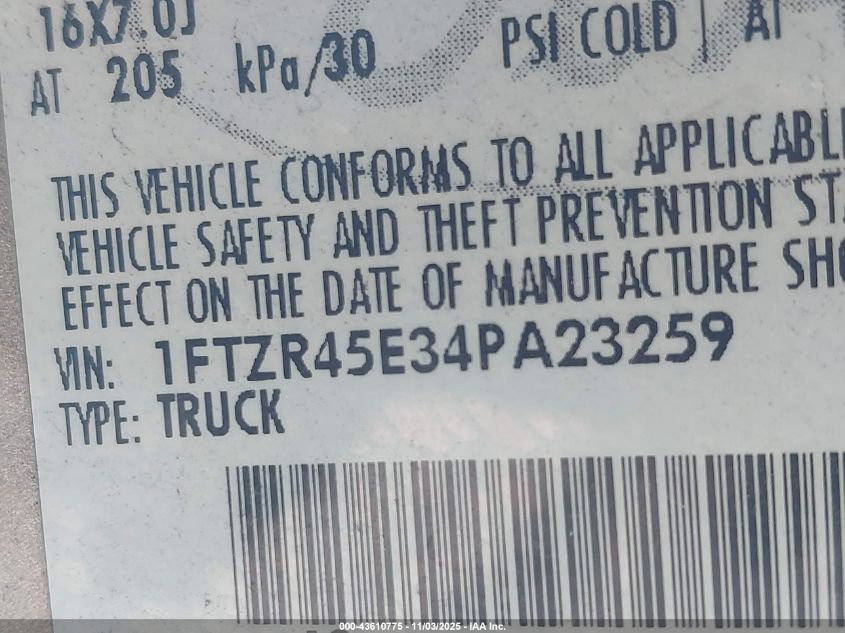 16X7.0J
AT 205 kPa/30 PSI COLD AT
THIS VEHICLE CONFORMS TO ALL APPLICABL
VEHICLE SAFETY AND THEFT PREVENTION ST
EFFECT ON THE DATE OF MANUFACTURE SHO
VIN: 1FTZR45E34PA23259
TYPE: TRUCK
000-43610775 - 11/03/2025 - IAA Inc.